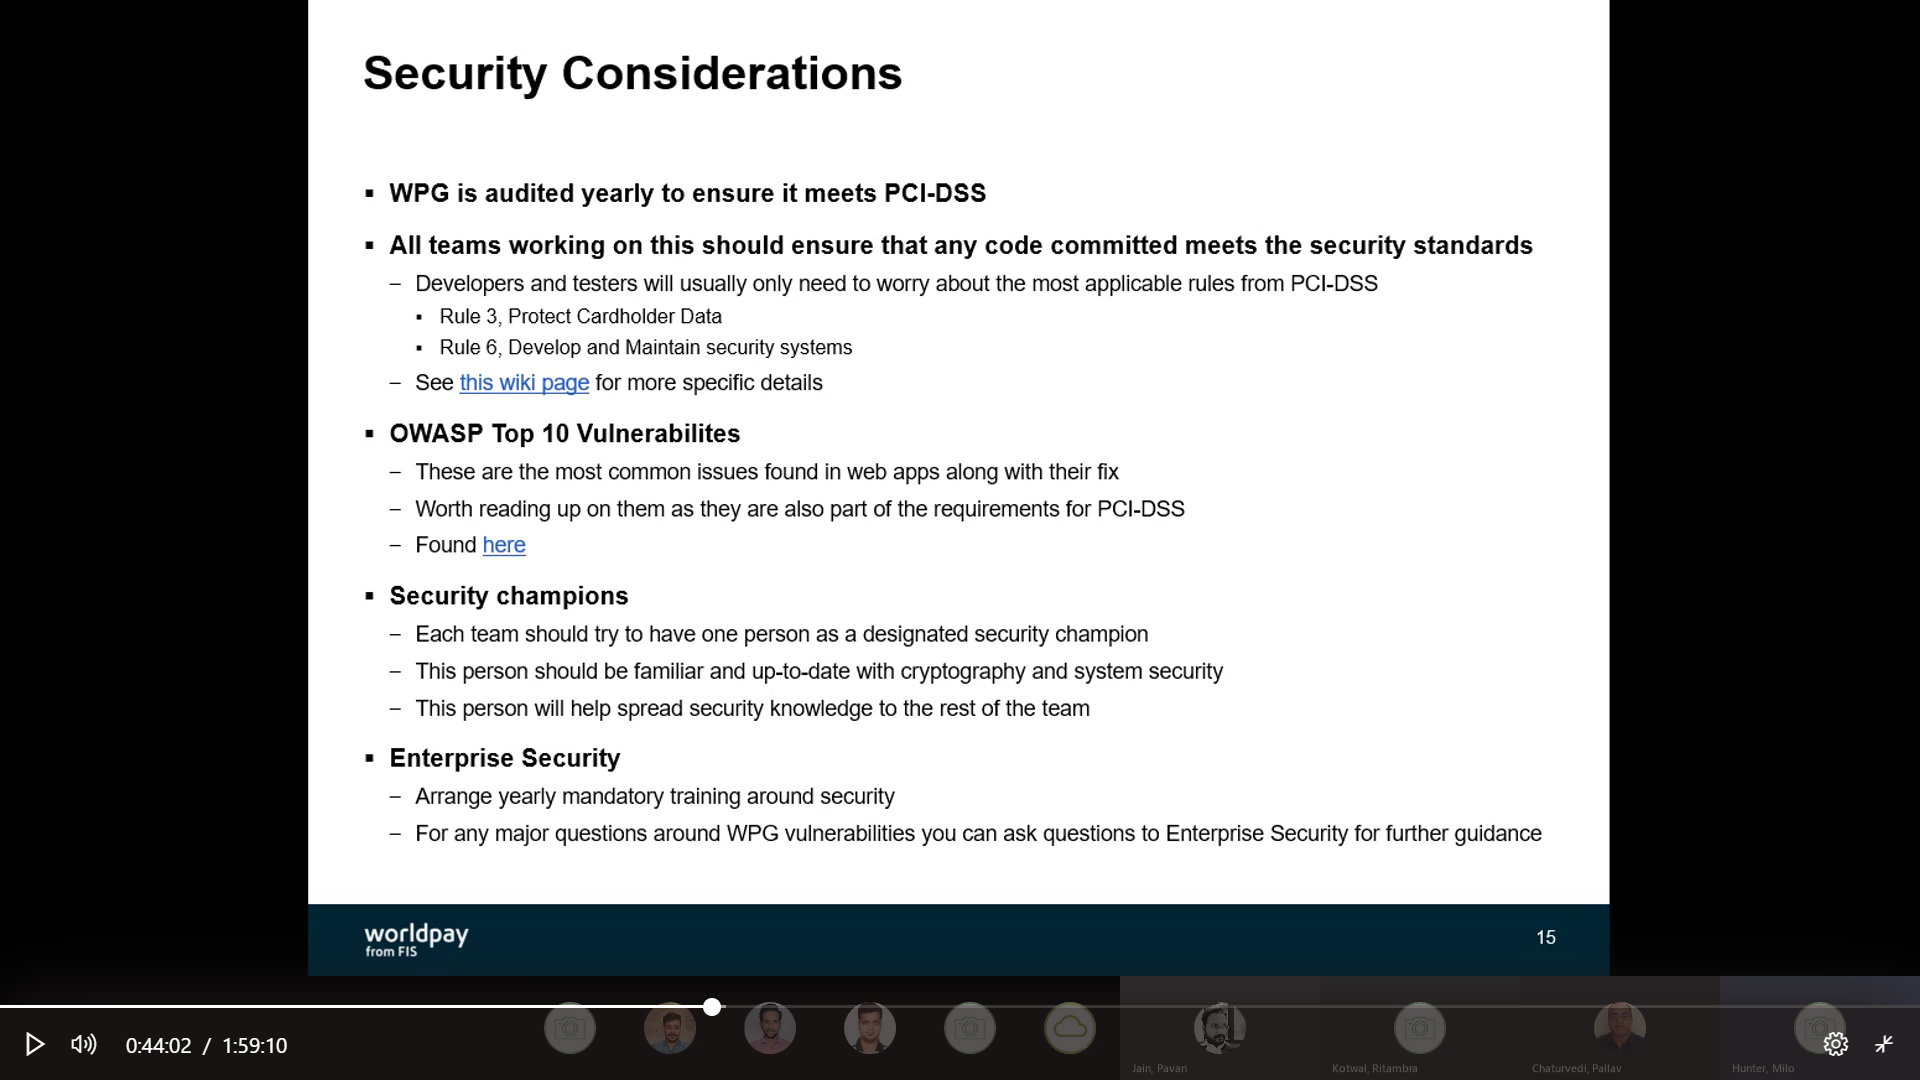 Security Considerations
▪ WPG is audited yearly to ensure it meets PCI-DSS
▪ All teams working on this should ensure that any code committed meets the security standards
– Developers and testers will usually only need to worry about the most applicable rules from PCI-DSS
▪ Rule 3, Protect Cardholder Data
▪ Rule 6, Develop and Maintain security systems
– See this wiki page for more specific details
▪ OWASP Top 10 Vulnerabilites
– These are the most common issues found in web apps along with their fix
– Worth reading up on them as they are also part of the requirements for PCI-DSS
– Found here
▪ Security champions
– Each team should try to have one person as a designated security champion
– This person should be familiar and up-to-date with cryptography and system security
– This person will help spread security knowledge to the rest of the team
▪ Enterprise Security
– Arrange yearly mandatory training around security
– For any major questions around WPG vulnerabilities you can ask questions to Enterprise Security for further guidance
worldpay
from FIS
15
0:44:02 / 1:59:10
Jain, Pavan
Kotwal, Ritambra
Chaturvedi, Pallav
Hunter, Milo